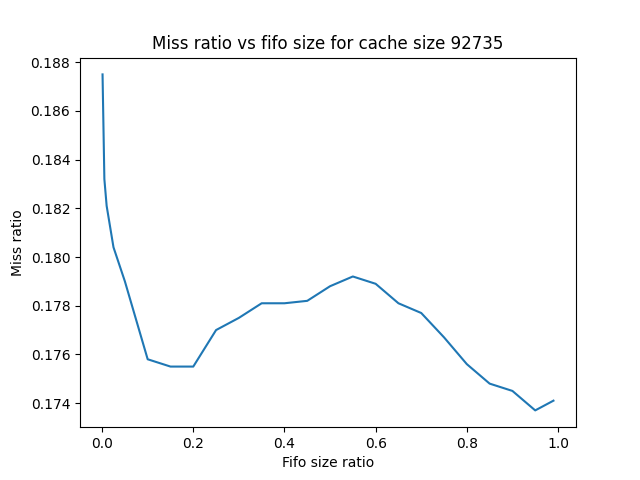 Miss ratio vs fifo size for cache size 92735
0.188
0.186
0.184
0.182
0.180
0.178
0.176
0.174
Miss ratio
0.0 0.2 0.4 0.6 0.8 1.0
Fifo size ratio